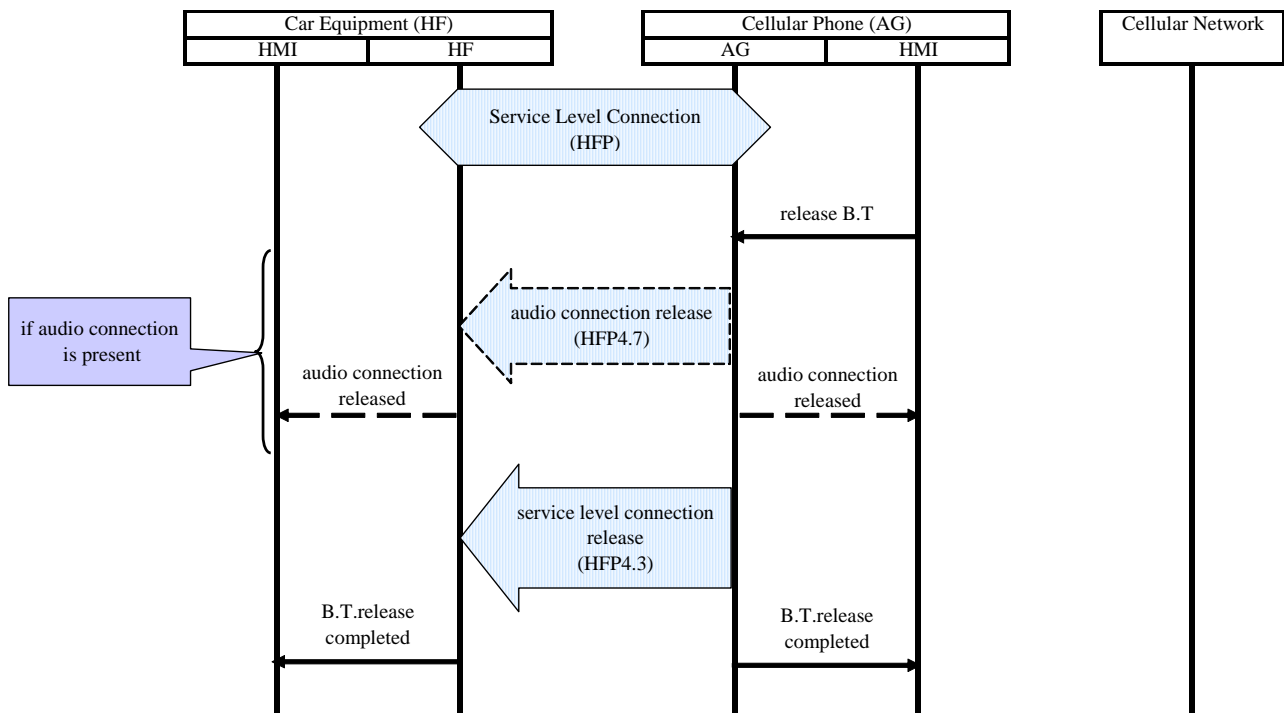 Car Equipment (HF)
Cellular Phone (AG)
Cellular Network
HMI
HF
AG
HMI
Service Level Connection
(HFP)
release B.T
if audio connection
is present
audio connection release
(HFP4.7)
audio connection
released
audio connection
released
service level connection
release
(HFP4.3)
B.T.release
completed
B.T.release
completed